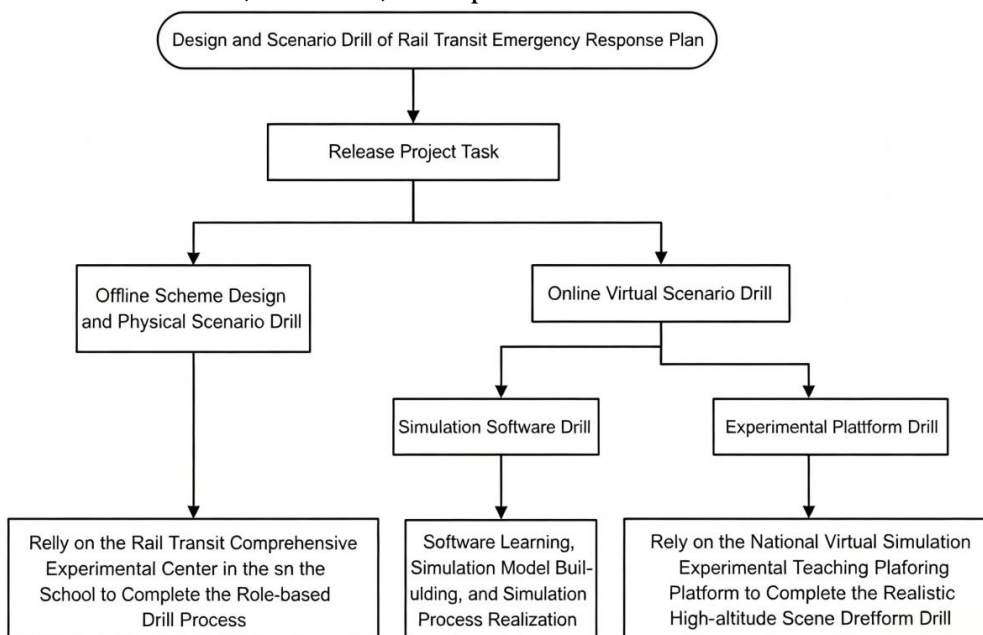 Design and Scenario Drill of Rail Transit Emergency Response Plan
Release Project Task
Offline Scheme Design
and Physical Scenario Drill
Online Virtual Scenario Drill
Simulation Software Drill
Experimental Plattform Drill
Relly on the Rail Transit Comprehensive
Experimental Center in the sn the
School to Complete the Role-based
Drill Process
Software Learning,
Simulation Model Buil-
ulding, and Simulation
Process Realization
Rely on the National Virtual Simulation
Experimental Teaching Plaforing
Platform to Complete the Realistic
High-altitude Scene Drefform Drill